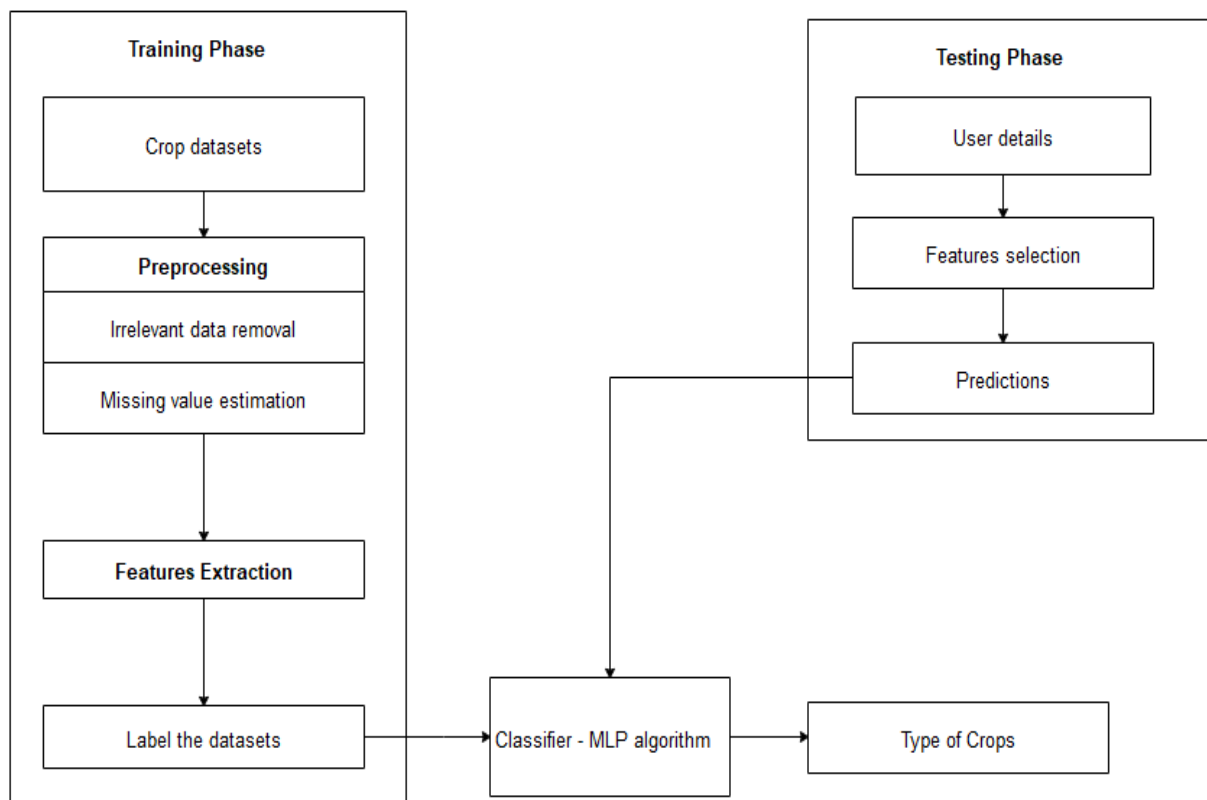 Training Phase
Crop datasets
Preprocessing
Irrelevant data removal
Missing value estimation
Features Extraction
Label the datasets
Testing Phase
User details
Features selection
Predictions
Classifier - MLP algorithm
Type of Crops